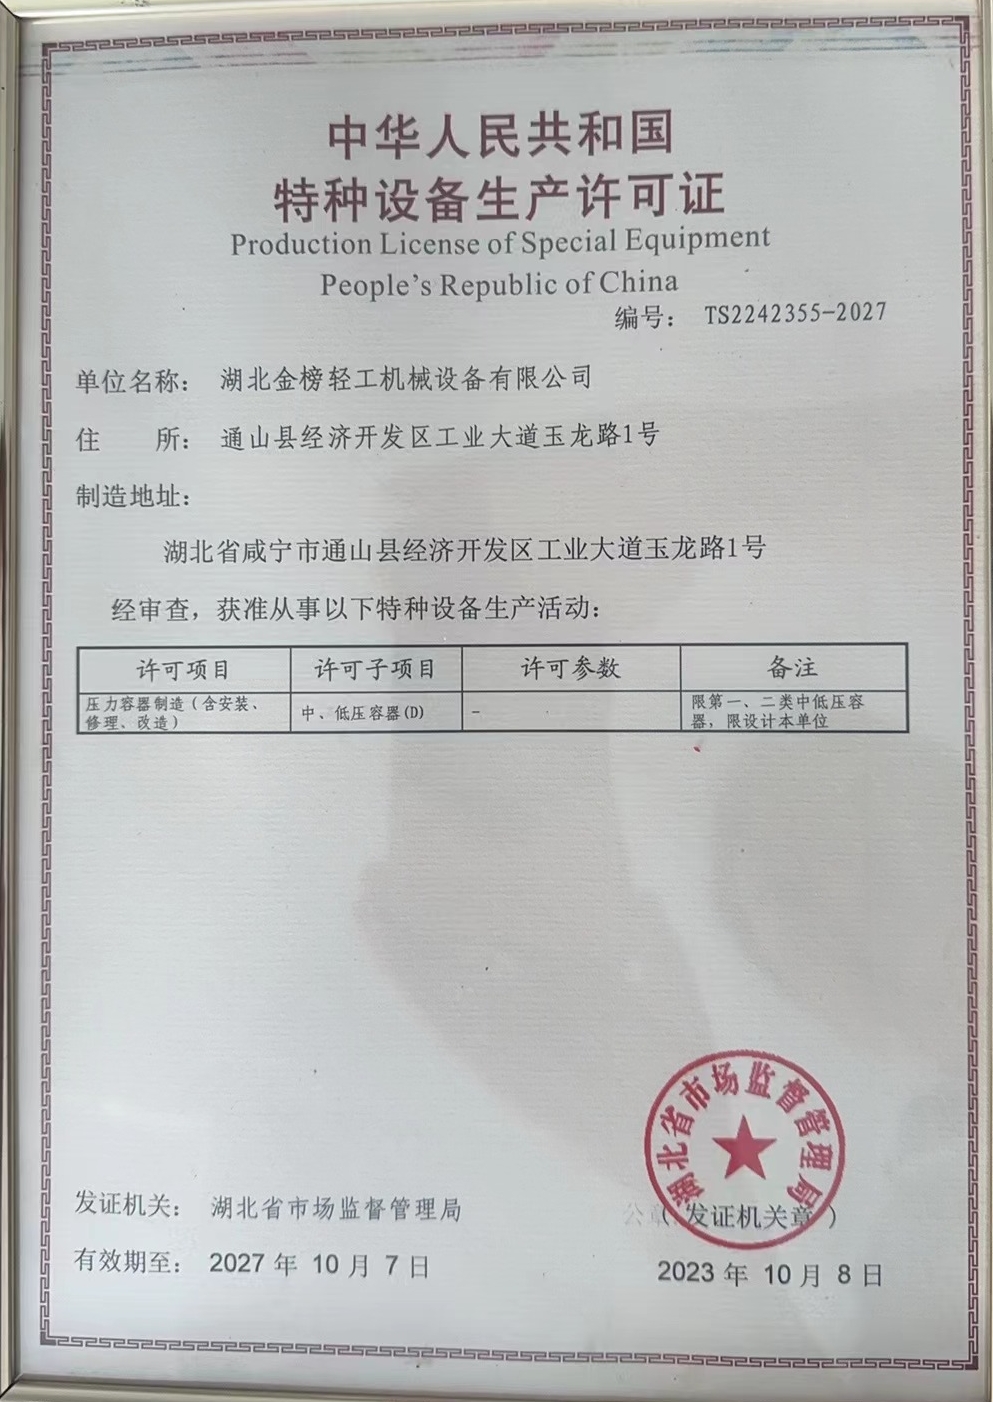 中华人民共和国
特种设备生产许可证
Production License of Special Equipment
People's Republic of China
编号： TS2242355-2027
单位名称： 湖北金榜轻工机械设备有限公司
住 所： 通山县经济开发区工业大道玉龙路1号
制造地址：
湖北省咸宁市通山县经济开发区工业大道玉龙路1号
经审查，获准从事以下特种设备生产活动：
许可项目 许可子项目 许可参数 备注
压力容器制造（含安装、修理、改造） 中、低压容器(D) - 限第一、二类中低压容器，限设计本单位
湖北省市场监督管理局
发证机关： 湖北省市场监督管理局
公章 （发证机关章）
有效期至： 2027 年 10 月 7 日
2023 年 10 月 8 日